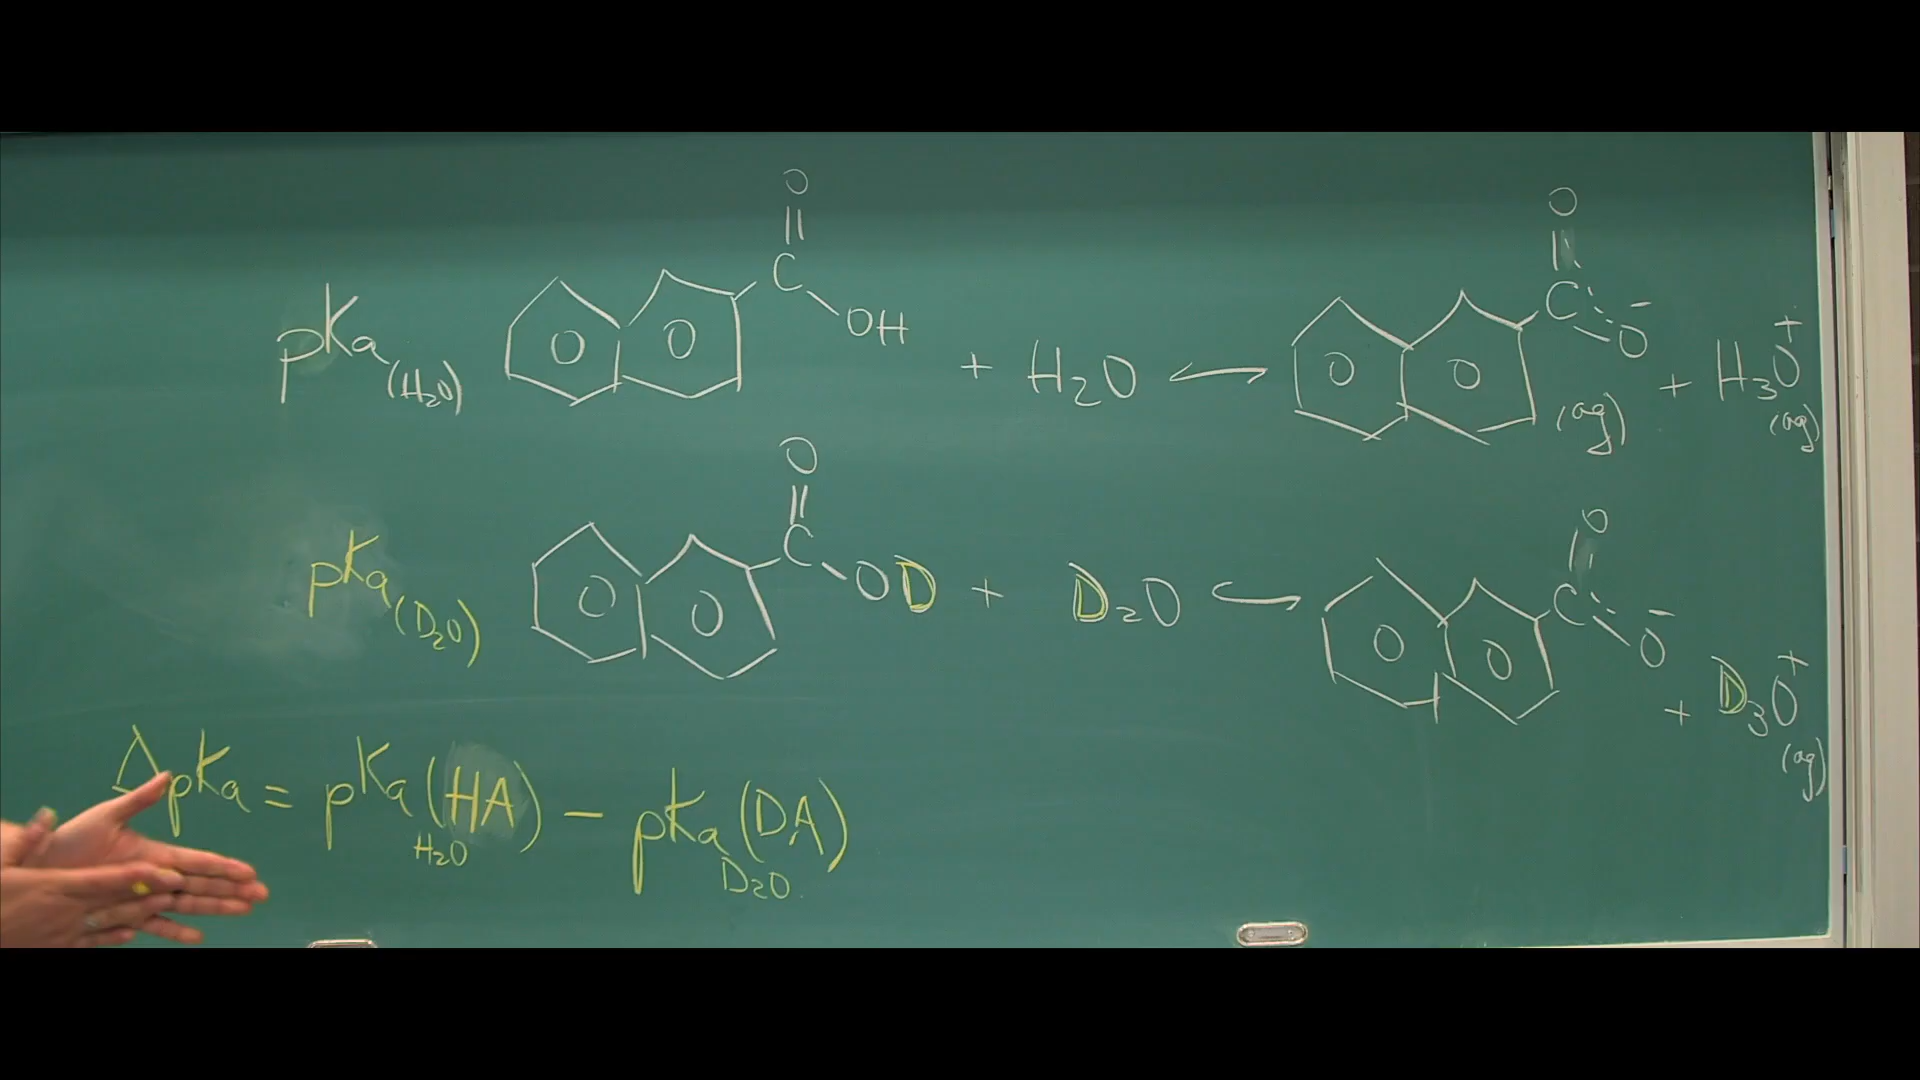 pKa (H₂O) O O O || C OH + H₂O ⇌ O O O || C O⁻ (aq) + H₃O⁺ (aq)
pKa (D₂O) O O O || C OD + D₂O ⇌ O O O C O⁻ + D₃O⁺ (aq)
ΔpKa = pKa (HA) H₂O − pKa (DA) D₂O